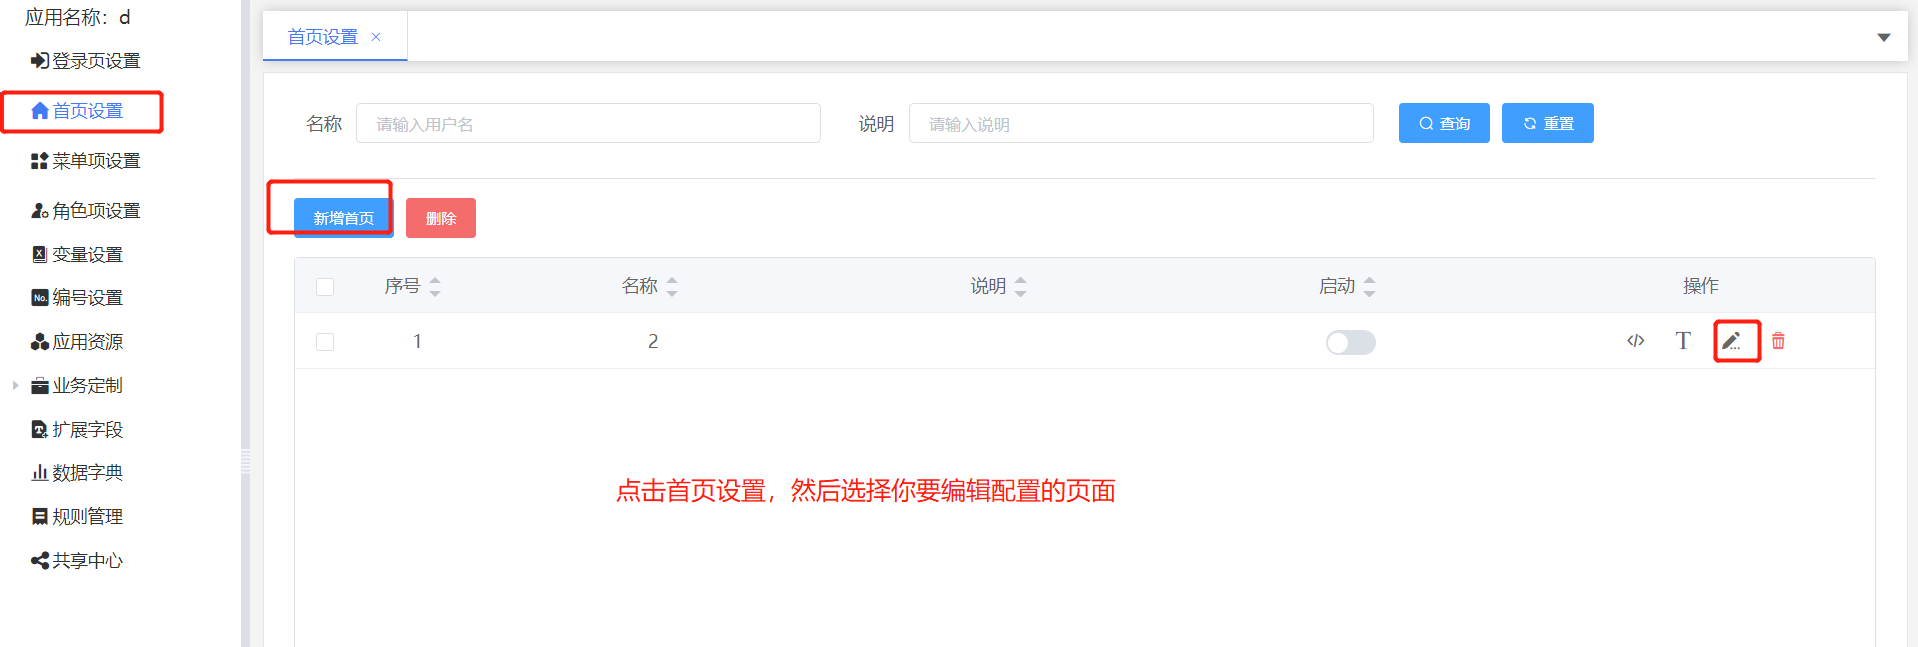 应用名称：d
登录页设置
首页设置
菜单项设置
角色项设置
变量设置
No. 编号设置
应用资源
业务定制
扩展字段
数据字典
规则管理
共享中心
首页设置 ×
名称 请输入用户名 说明 请输入说明 查询 重置
新增首页 删除
序号 名称 说明 启动 操作
1 2 </> T
点击首页设置，然后选择你要编辑配置的页面